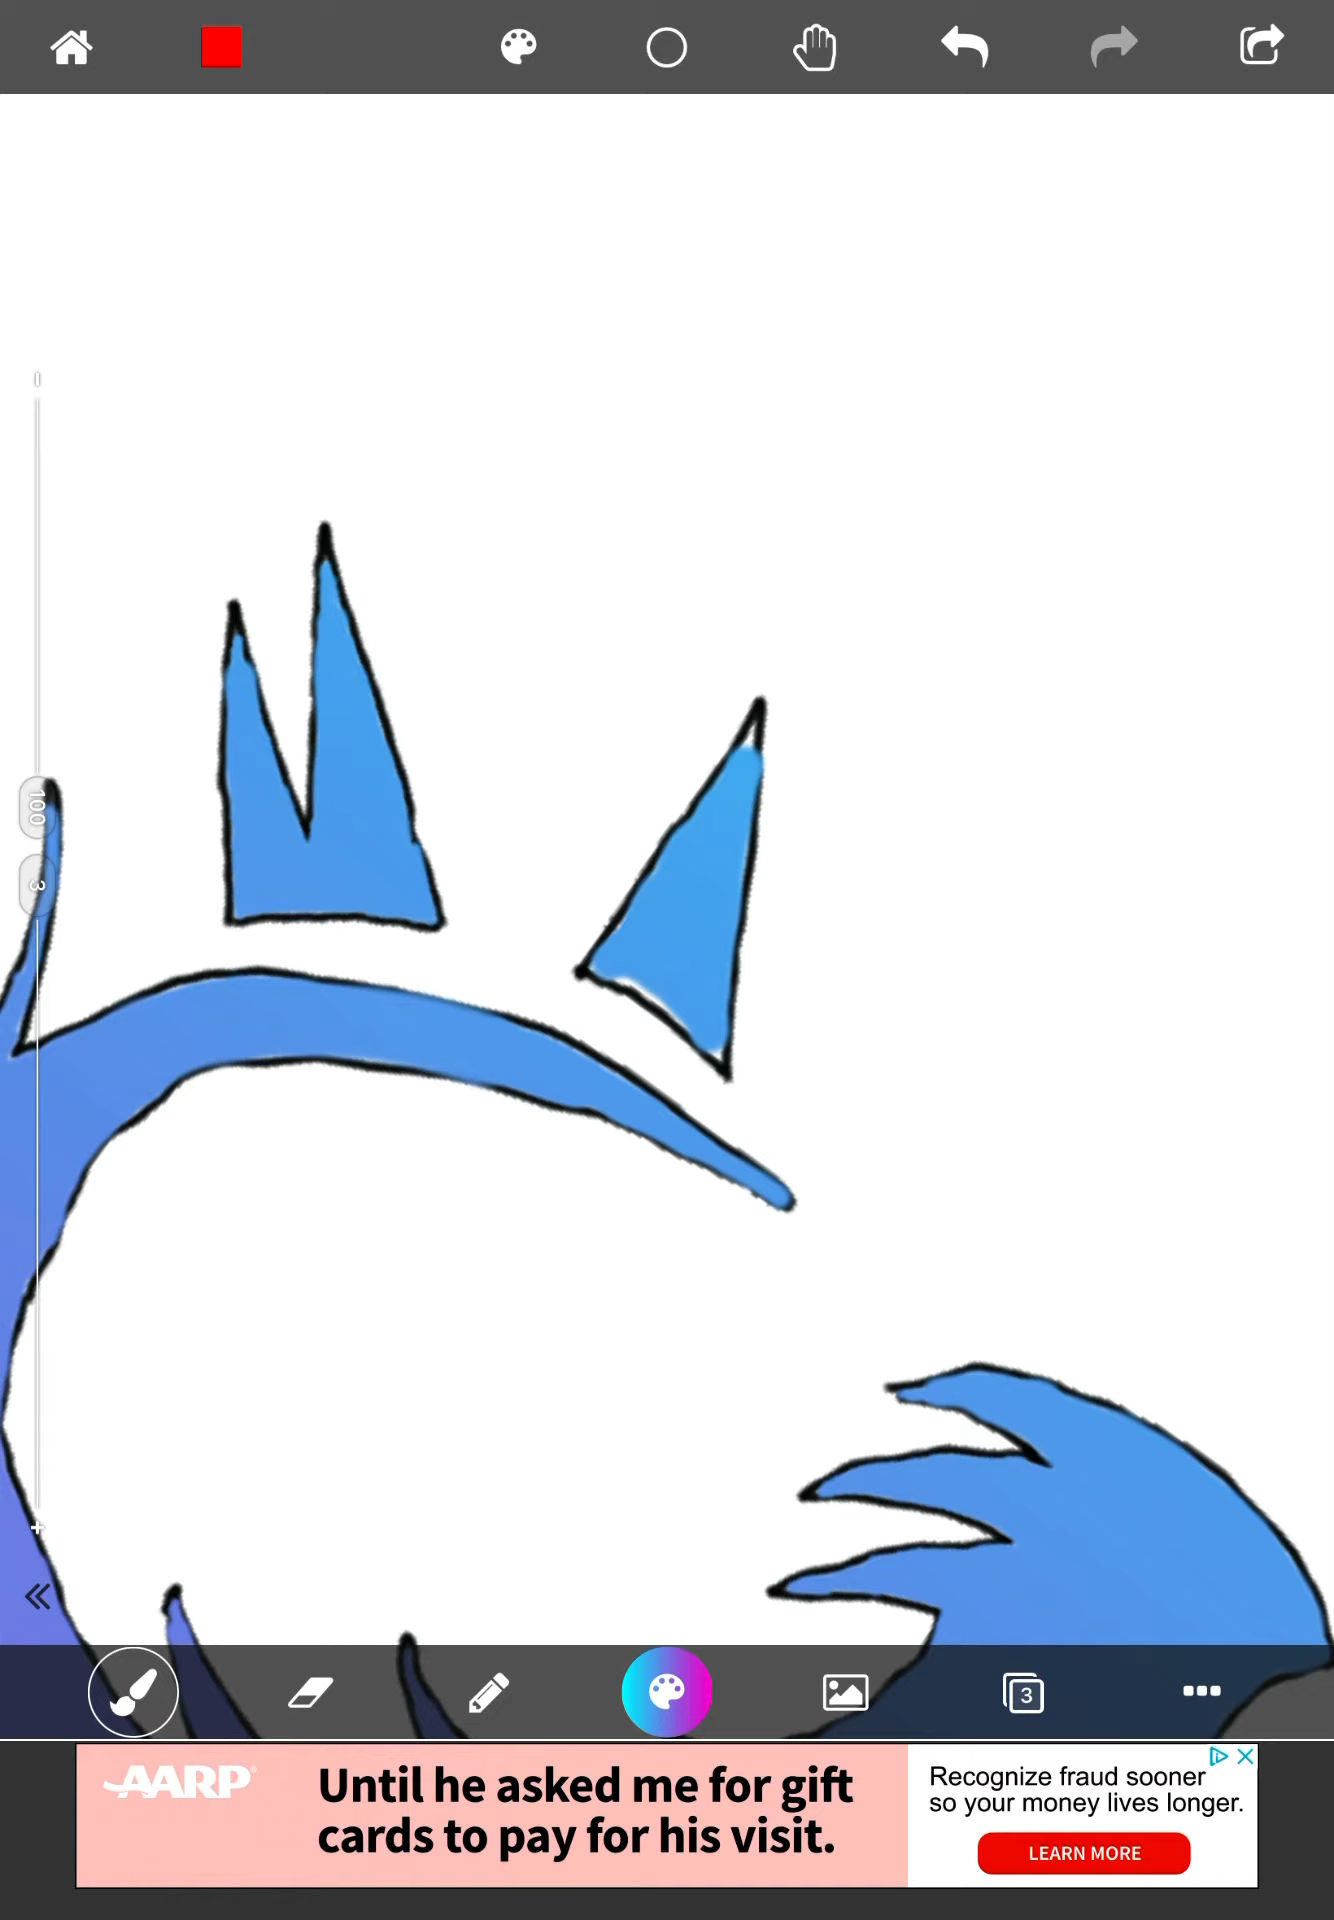 100
3
3
AARP
Until he asked me for gift
cards to pay for his visit.
Recognize fraud sooner
so your money lives longer.
LEARN MORE